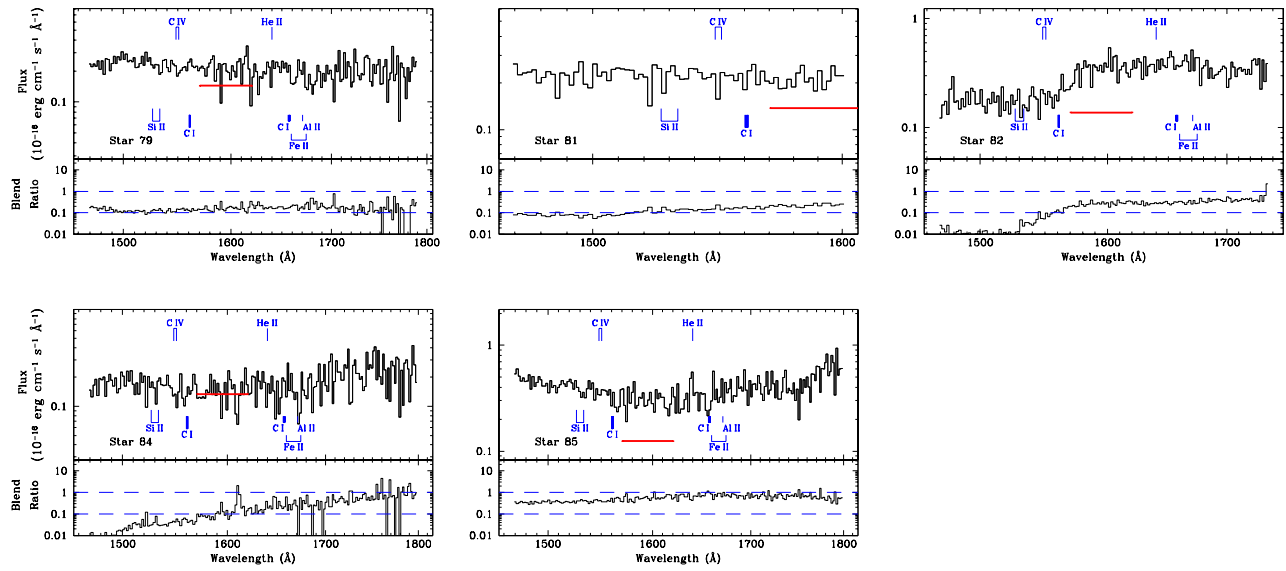 C IV He II
Flux
(10⁻¹⁶ erg cm⁻¹ s⁻¹ Å⁻¹)
0.1
Si II
C I
C I
Al II
Fe II
Star 79
Blend
Ratio
10
1
0.1
0.01
1500 1600 1700 1800
Wavelength (Å)
C IV
0.1
Si II
C I
Star 81
10
1
0.1
0.01
1500 1600
Wavelength (Å)
C IV He II
1
0.1
Si II
C I
C I
Al II
Fe II
Star 82
10
1
0.1
0.01
1500 1600 1700
Wavelength (Å)
C IV He II
Flux
(10⁻¹⁶ erg cm⁻¹ s⁻¹ Å⁻¹)
0.1
Si II
C I
C I
Al II
Fe II
Star 84
Blend
Ratio
10
1
0.1
0.01
1500 1600 1700 1800
Wavelength (Å)
C IV He II
1
0.1
Si II
C I
C I
Al II
Fe II
Star 85
10
1
0.1
0.01
1500 1600 1700 1800
Wavelength (Å)